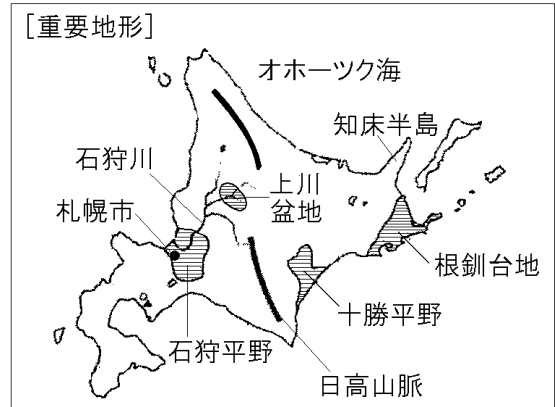 [重要地形]
オホーツク海
知床半島
石狩川
上川
盆地
札幌市
根釧台地
十勝平野
石狩平野
日高山脈